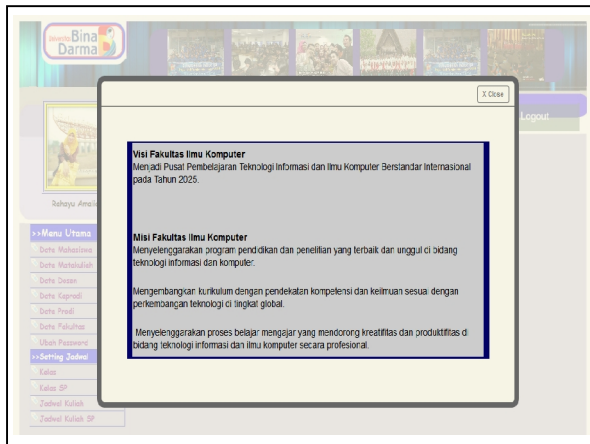 Universitas Bina
Darma
X Close
Logout
Visi Fakultas Ilmu Komputer
Menjadi Pusat Pembelajaran Teknologi Informasi dan Ilmu Komputer Berstandar Internasional
pada Tahun 2025.
Rahayu Amalia
Misi Fakultas Ilmu Komputer
Menyelenggarakan program pendidikan dan penelitian yang terbaik dan unggul di bidang
teknologi informasi dan komputer.
Mengembangkan kurikulum dengan pendekatan kompetensi dan keilmuan sesuai dengan
perkembangan teknologi di tingkat global.
Menyelenggarakan proses belajar mengajar yang mendorong kreatifitas dan produktifitas di
bidang teknologi informasi dan ilmu komputer secara profesional.
>>Menu Utama
Data Mahasiswa
Data Matakuliah
Data Dosen
Data Kaprodi
Data Prodi
Data Fakultas
Ubah Password
>>Setting Jadwal
Kelas
Kelas SP
Jadwal Kuliah
Jadwal Kuliah SP